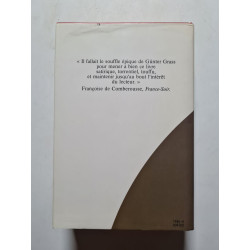 « Il fallait le souffle épique de Günter Grass
pour mener à bien ce livre
satirique, torrentiel, touffu,
et maintenir jusqu'au bout l'intérêt
du lecteur. »
Françoise de Comberousse, France-Soir.